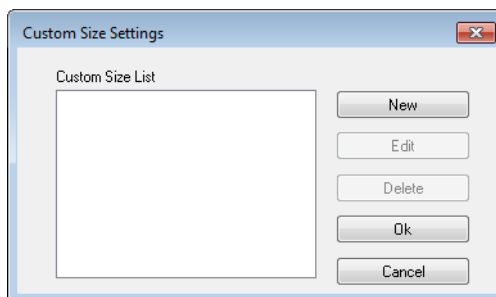 Custom Size Settings
Custom Size List
New
Edit
Delete
Ok
Cancel